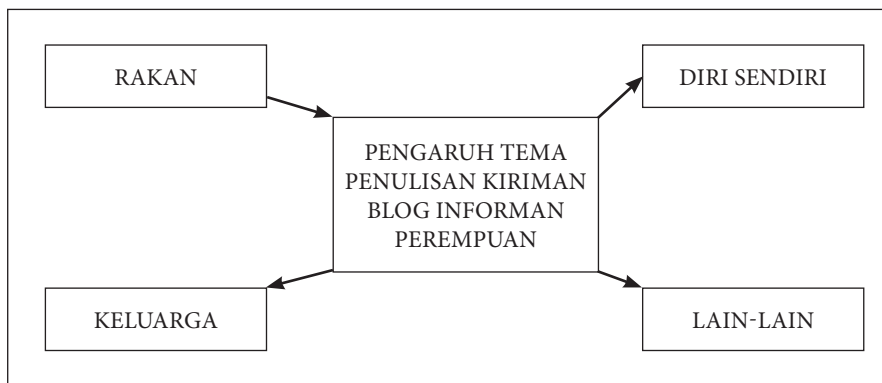 RAKAN
DIRI SENDIRI
PENGARUH TEMA
PENULISAN KIRIMAN
BLOG INFORMAN
PEREMPUAN
KELUARGA
LAIN-LAIN